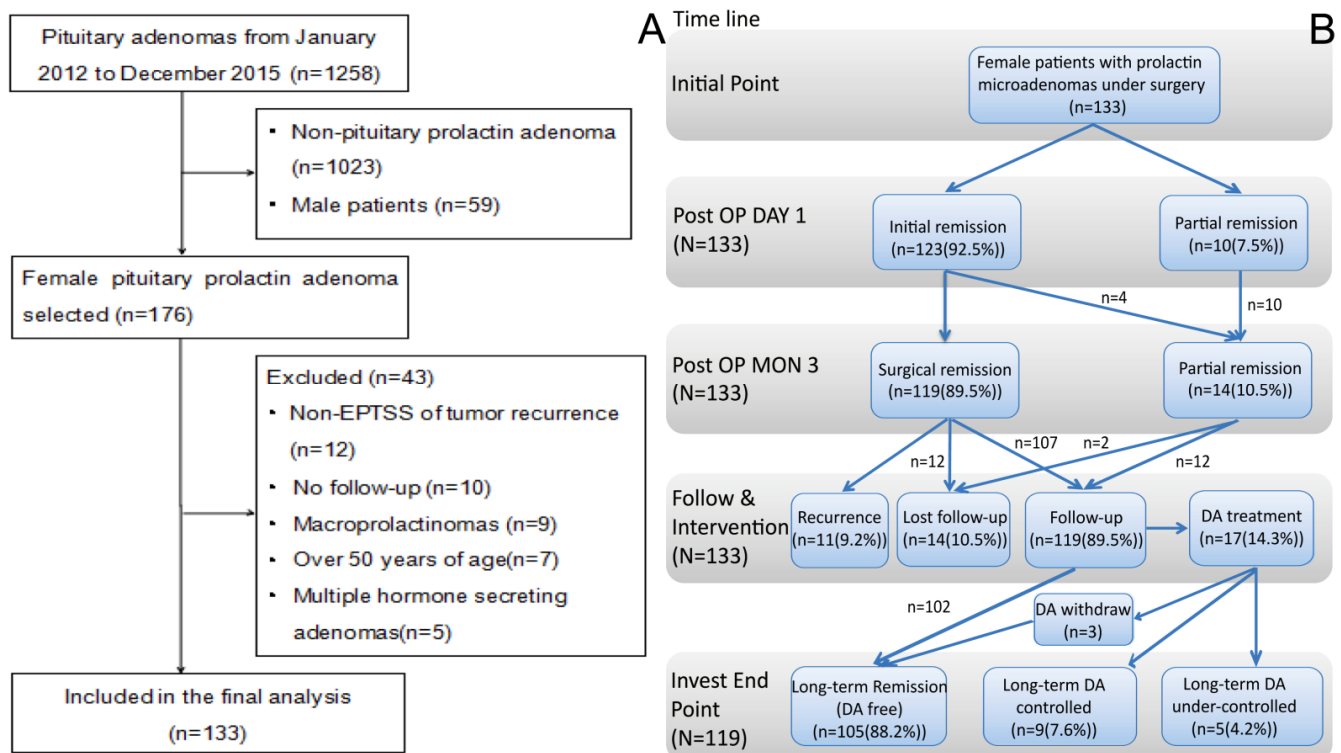 A
Pituitary adenomas from January
2012 to December 2015 (n=1258)
▪ Non-pituitary prolactin adenoma
(n=1023)
▪ Male patients (n=59)
Female pituitary prolactin adenoma
selected (n=176)
Excluded (n=43)
▪ Non-EPTSS of tumor recurrence
(n=12)
▪ No follow-up (n=10)
▪ Macroprolactinomas (n=9)
▪ Over 50 years of age(n=7)
▪ Multiple hormone secreting
adenomas(n=5)
Included in the final analysis
(n=133)
B
Time line
Initial Point
Female patients with prolactin
microadenomas under surgery
(n=133)
Post OP DAY 1
(N=133)
Initial remission
(n=123(92.5%))
Partial remission
(n=10(7.5%))
n=4
n=10
Post OP MON 3
(N=133)
Surgical remission
(n=119(89.5%))
Partial remission
(n=14(10.5%))
n=12
n=107
n=2
n=12
Follow &
Intervention
(N=133)
Recurrence
(n=11(9.2%))
Lost follow-up
(n=14(10.5%))
Follow-up
(n=119(89.5%))
DA treatment
(n=17(14.3%))
n=102
DA withdraw
(n=3)
Invest End
Point
(N=119)
Long-term Remission
(DA free)
(n=105(88.2%))
Long-term DA
controlled
(n=9(7.6%))
Long-term DA
under-controlled
(n=5(4.2%))